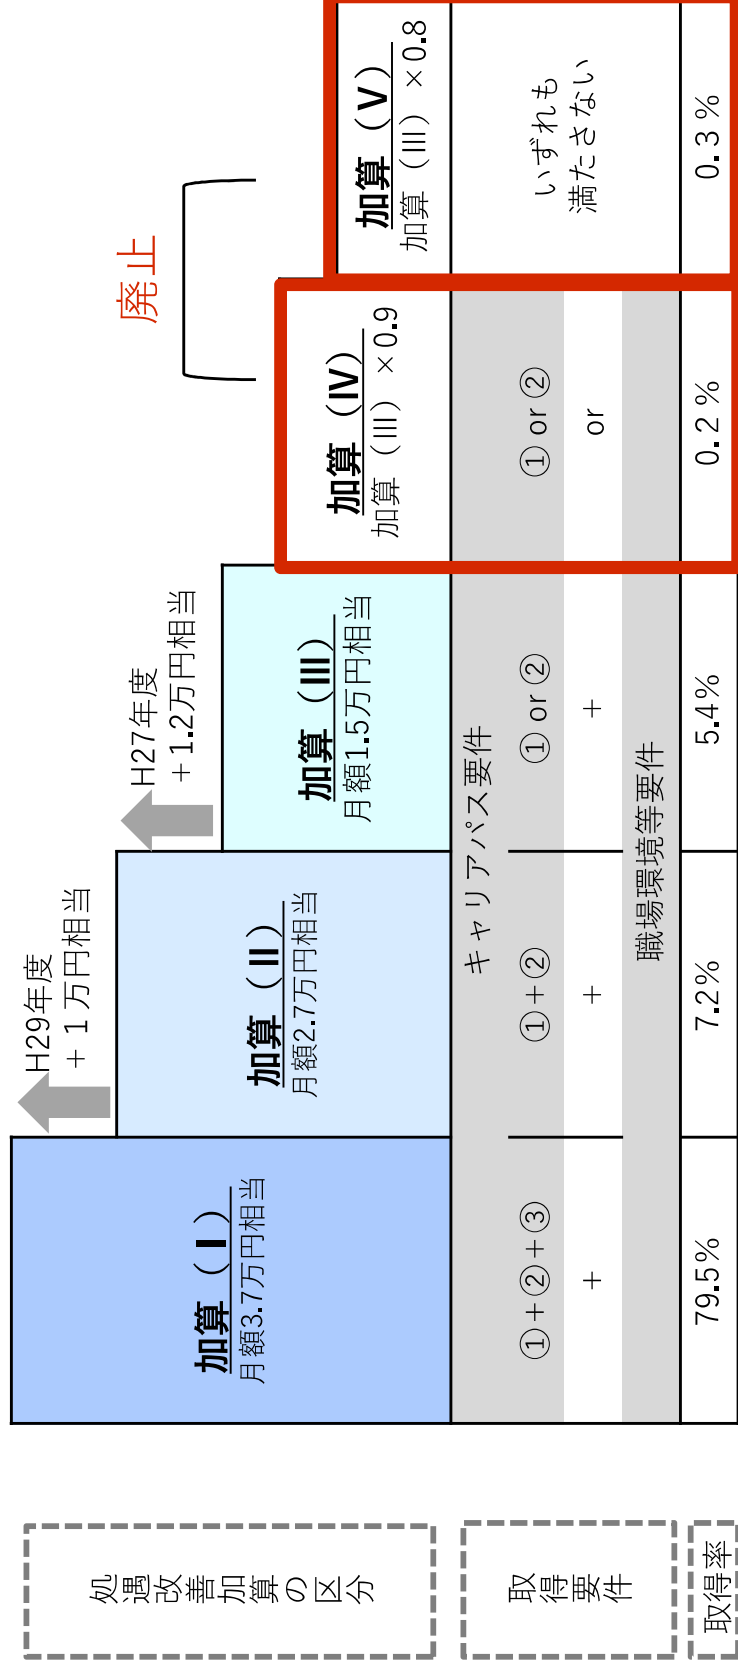 処遇改善加算の区分
加算（Ⅰ）
月額3.7万円相当
H29年度
＋１万円相当
加算（Ⅱ）
月額2.7万円相当
H27年度
＋1.2万円相当
加算（Ⅲ）
月額1.5万円相当
廃止
加算（Ⅳ）
加算（Ⅲ）×0.9
加算（Ⅴ）
加算（Ⅲ）×0.8
取得要件
キャリアパス要件
①＋②＋③
①＋②
① or ②
① or ②
いずれも
満たさない
＋
＋
＋
or
職場環境等要件
取得率
79.5%
7.2%
5.4%
0.2 %
0.3 %